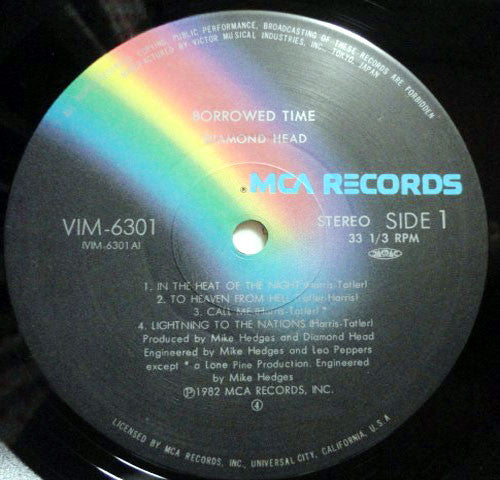 COPYING, PUBLIC PERFORMANCE, BROADCASTING OF THESE RECORDS ARE FORBIDDEN
MANUFACTURED BY VICTOR MUSICAL INDUSTRIES, INC., TOKYO, JAPAN
BORROWED TIME
DIAMOND HEAD
® MCA RECORDS
VIM-6301
(VIM-6301A)
STEREO SIDE 1
33 1/3 RPM
1. IN THE HEAT OF THE NIGHT (Harris-Tatler)
2. TO HEAVEN FROM HELL (Tatler-Harris)
3. CALL ME (Harris-Tatler) *
4. LIGHTNING TO THE NATIONS (Harris-Tatler)
Produced by Mike Hedges and Diamond Head
Engineered by Mike Hedges and Leo Peppers
except * a Lone Pine Production. Engineered
by Mike Hedges
Ⓟ1982 MCA RECORDS, INC.
④
LICENSED BY MCA RECORDS, INC., UNIVERSAL CITY, CALIFORNIA, U.S.A